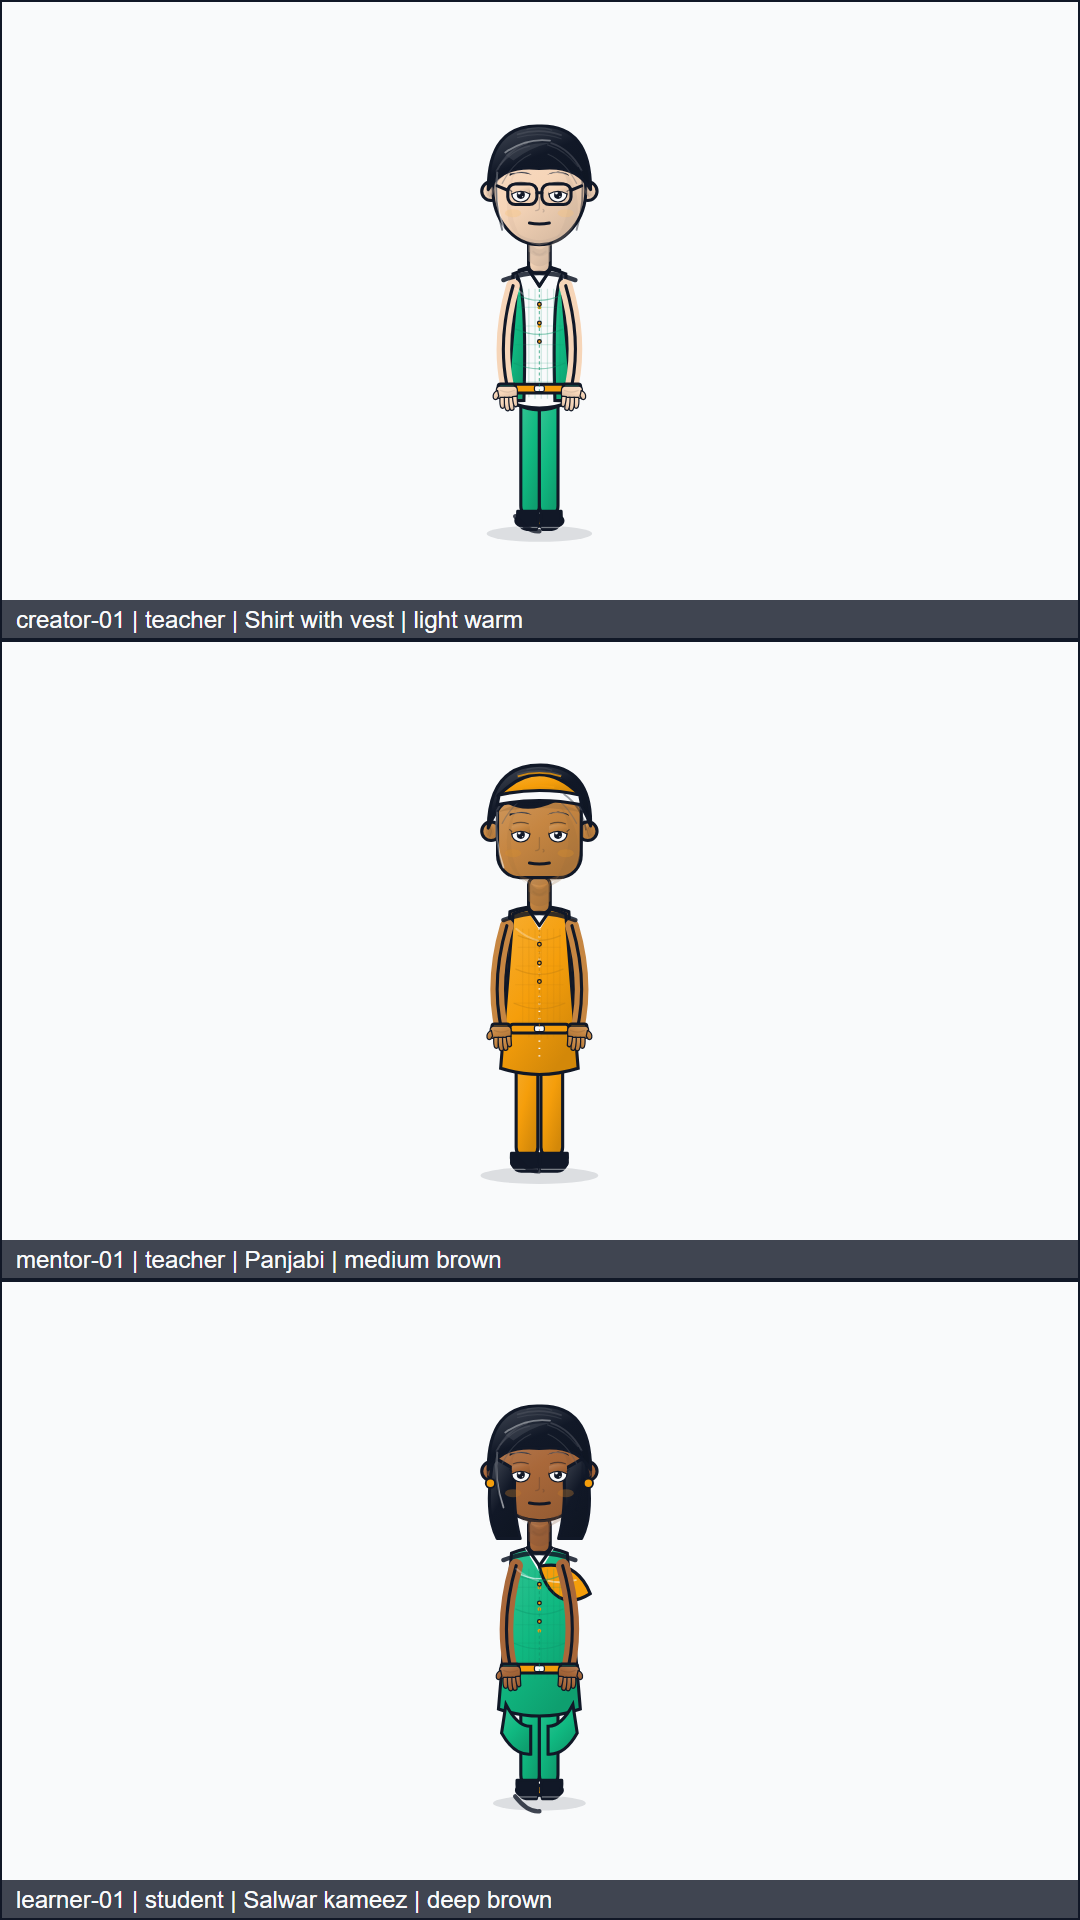 creator-01 | teacher | Shirt with vest | light warm
mentor-01 | teacher | Panjabi | medium brown
learner-01 | student | Salwar kameez | deep brown